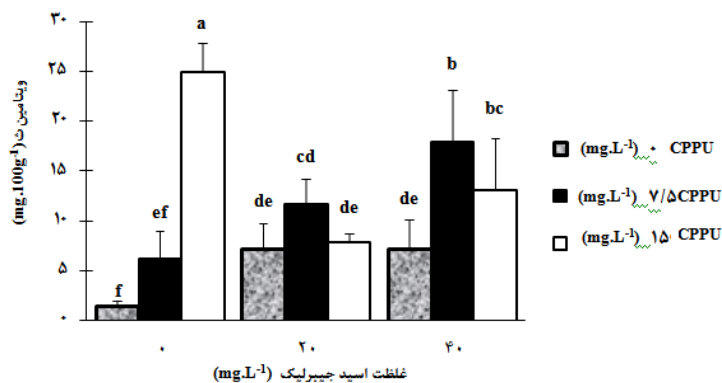 ویتامین ث (mg.100g-1)
۳۰
۲۵
۲۰
۱۵
۱۰
۵
۰
f
ef
a
de
cd
de
de
b
bc
۰ ۲۰ ۴۰
غلظت اسید جیبرلیک (mg.L-1)
(mg.L-1) ۰ CPPU
(mg.L-1) ۷/۵CPPU
(mg.L-1) ۱۵ CPPU